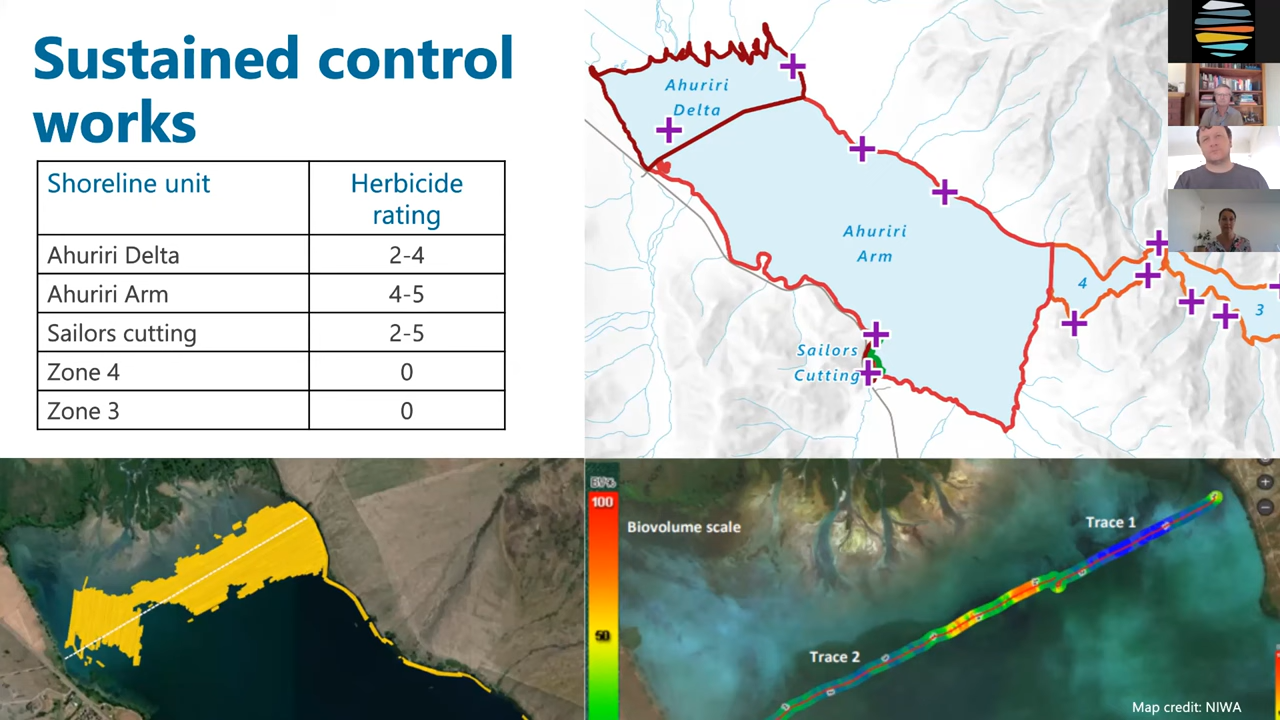 Sustained control
works
Shoreline unit
Herbicide
rating
Ahuriri Delta
2-4
Ahuriri Arm
4-5
Sailors cutting
2-5
Zone 4
0
Zone 3
0
Ahuriri
Delta
Ahuriri
Arm
Sailors
Cutting
4
3
BVC
100
50
Biovolume scale
Trace 1
Trace 2
Map credit: NIWA